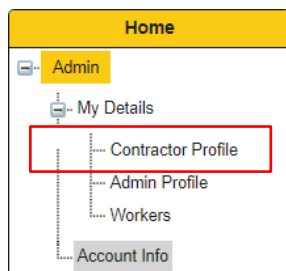 Home
Admin
My Details
Contractor Profile
Admin Profile
Workers
Account Info